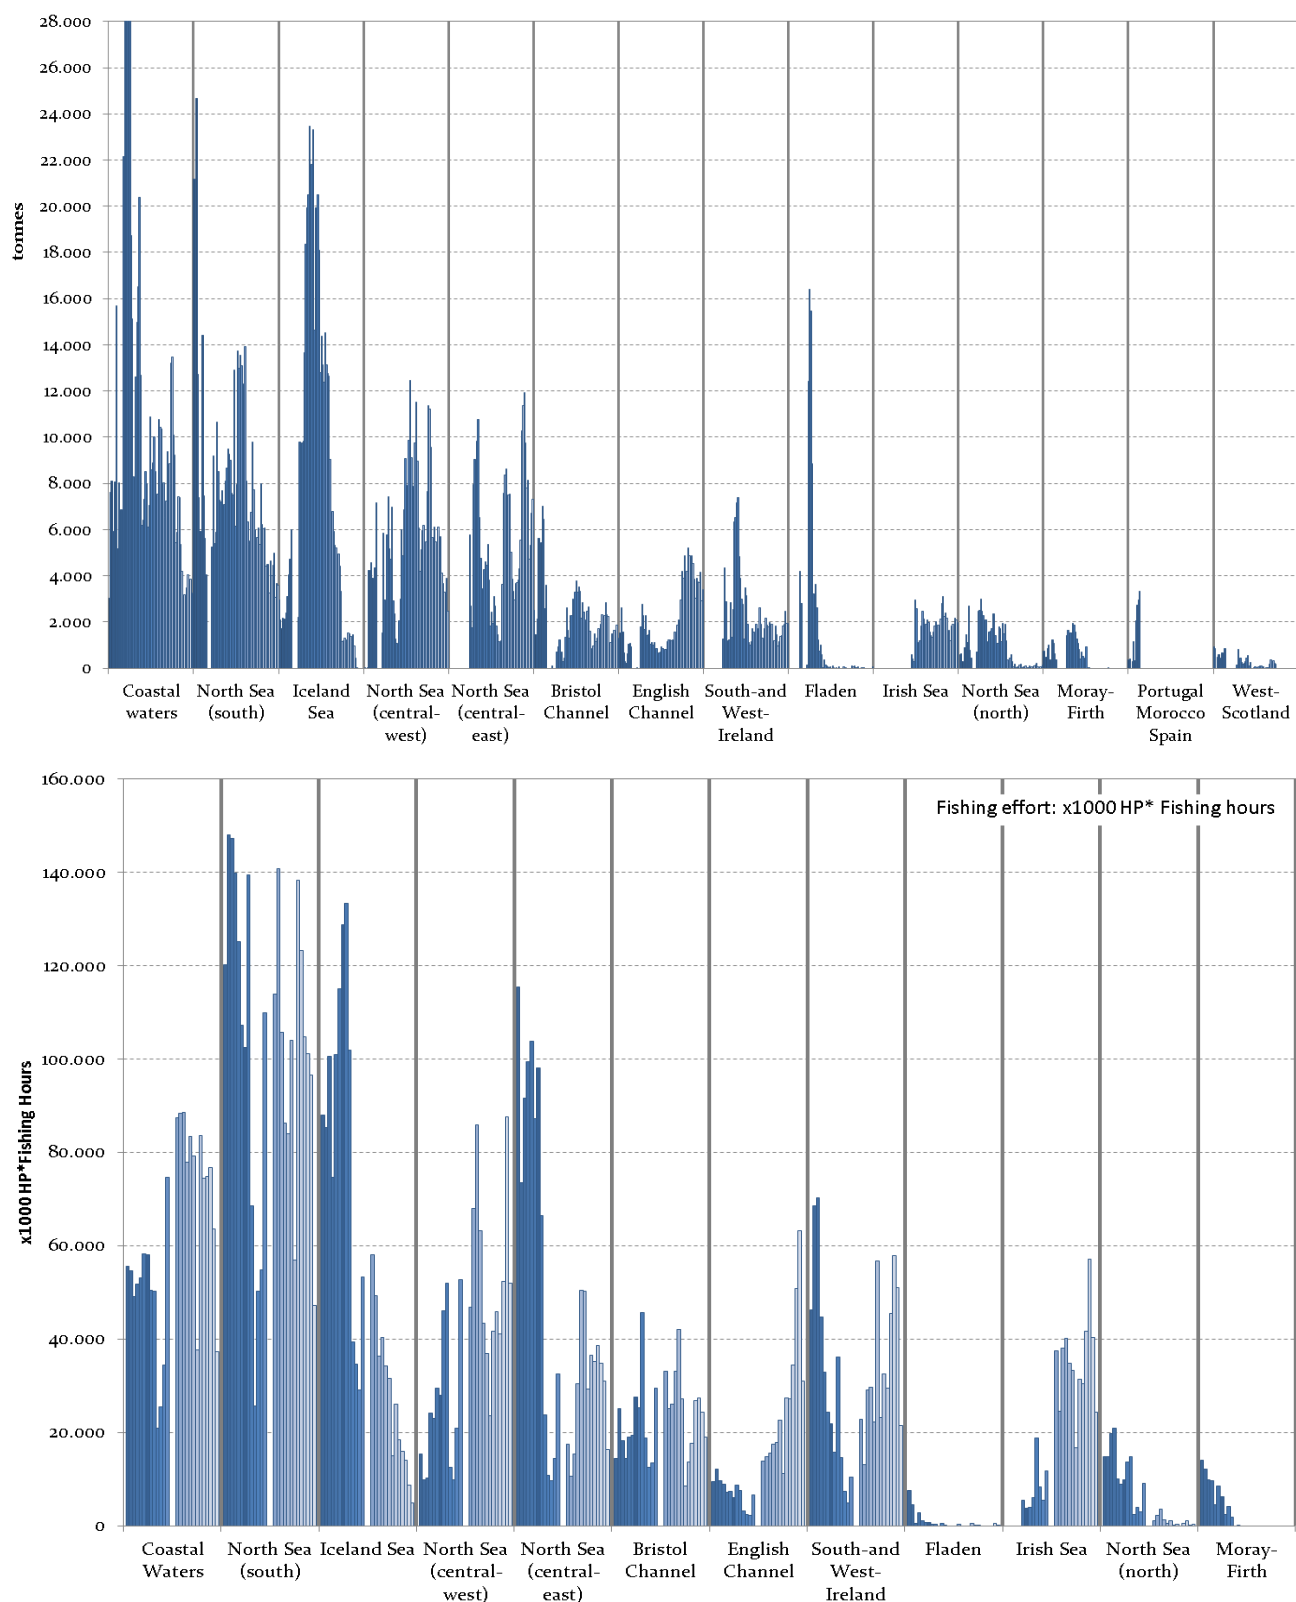 28.000
26.000
24.000
22.000
20.000
18.000
16.000
14.000
12.000
10.000
8.000
6.000
4.000
2.000
0
tonnes
Coastal waters
North Sea (south)
Iceland Sea
North Sea (central-west)
North Sea (central-east)
Bristol Channel
English Channel
South-and West-Ireland
Fladen
Irish Sea
North Sea (north)
Moray-Firth
Portugal Morocco Spain
West-Scotland
160.000
140.000
120.000
100.000
80.000
60.000
40.000
20.000
0
x1000 HP*Fishing Hours
Fishing effort: x1000 HP* Fishing hours
Coastal Waters
North Sea (south)
Iceland Sea
North Sea (central-west)
North Sea (central-east)
Bristol Channel
English Channel
South-and West-Ireland
Fladen
Irish Sea
North Sea (north)
Moray-Firth